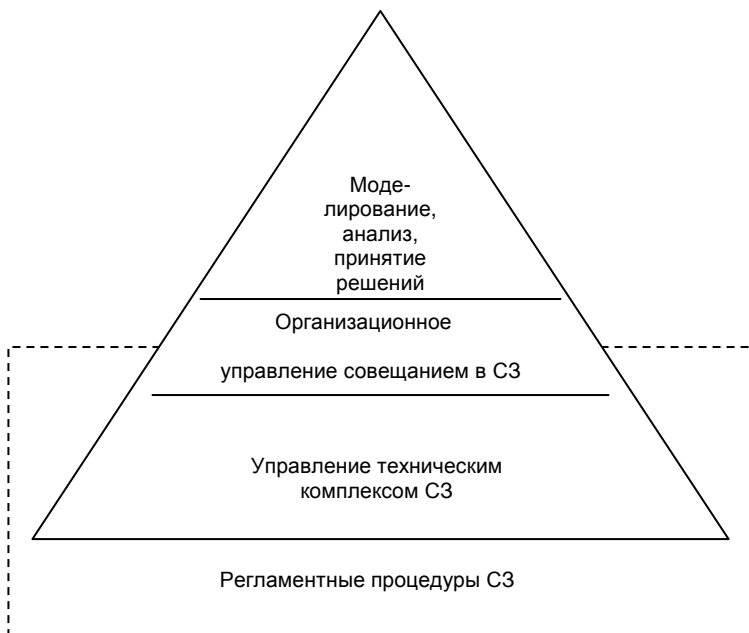 Моде-
лирование,
анализ,
принятие
решений
Организационное
управление совещанием в СЗ
Управление техническим
комплексом СЗ
Регламентные процедуры СЗ